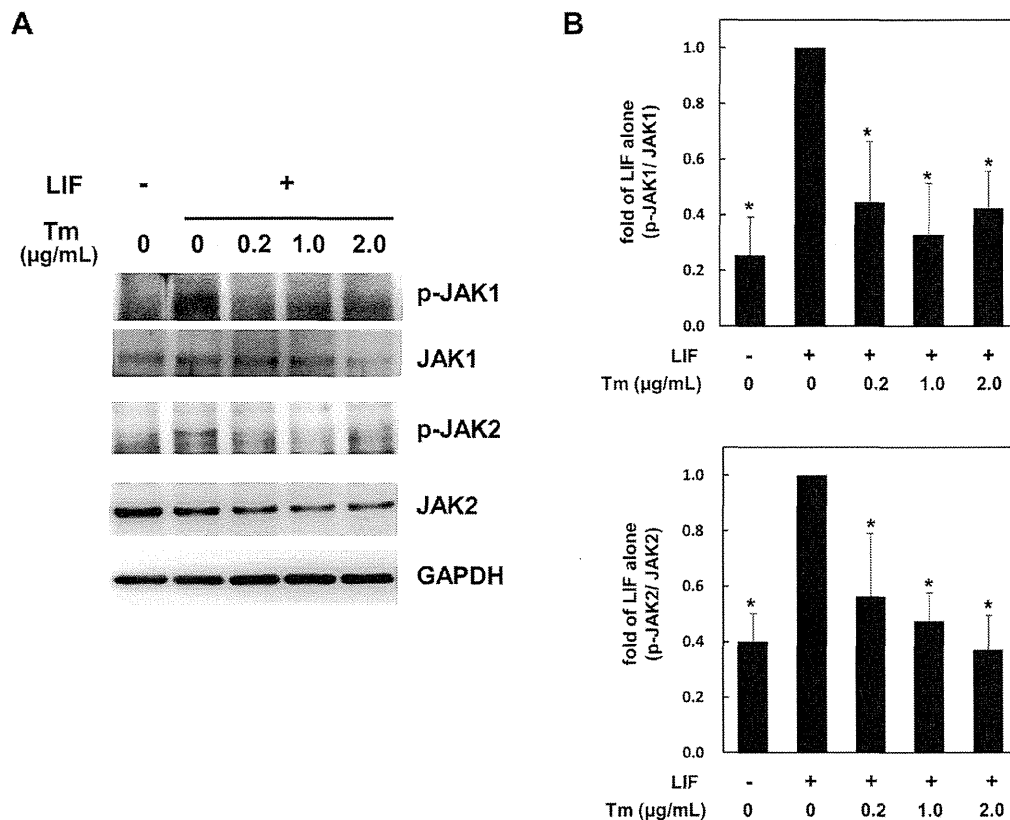 A
LIF - +
Tm (µg/mL) 0 0 0.2 1.0 2.0
p-JAK1
JAK1
p-JAK2
JAK2
GAPDH
B
fold of LIF alone
(p-JAK1/ JAK1)
1.0
0.8
0.6
0.4
0.2
0.0
* * * *
LIF - + + + +
Tm (µg/mL) 0 0 0.2 1.0 2.0
fold of LIF alone
(p-JAK2/ JAK2)
1.0
0.8
0.6
0.4
0.2
0.0
* * * *
LIF - + + + +
Tm (µg/mL) 0 0 0.2 1.0 2.0